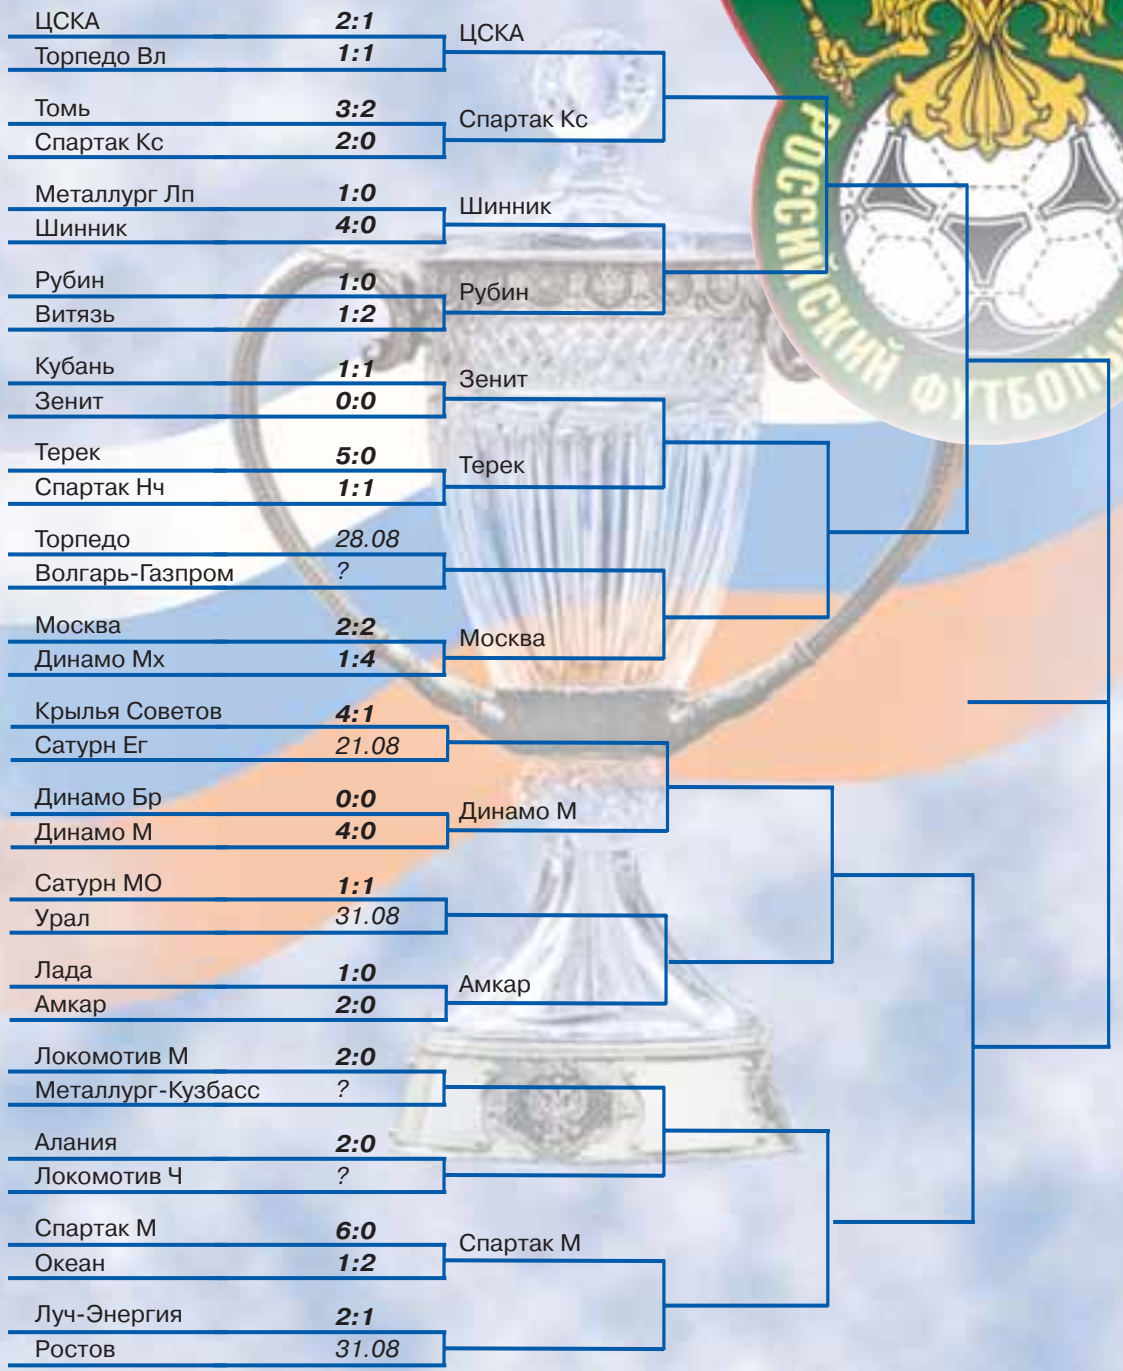 ЦСКА 2:1
Торпедо Вл 1:1
ЦСКА
Томь 3:2
Спартак Кс 2:0
Спартак Кс
Металлург Лп 1:0
Шинник 4:0
Шинник
Рубин 1:0
Витязь 1:2
Рубин
Кубань 1:1
Зенит 0:0
Зенит
Терек 5:0
Спартак Нч 1:1
Терек
Торпедо 28.08
Волгарь-Газпром ?
Москва 2:2
Динамо Мх 1:4
Москва
Крылья Советов 4:1
Сатурн Ег 21.08
Динамо Бр 0:0
Динамо М 4:0
Динамо М
Сатурн МО 1:1
Урал 31.08
Лада 1:0
Амкар 2:0
Амкар
Локомотив М 2:0
Металлург-Кузбасс ?
Алания 2:0
Локомотив Ч ?
Спартак М 6:0
Океан 1:2
Спартак М
Луч-Энергия 2:1
Ростов 31.08
РОССИЙСКИЙ